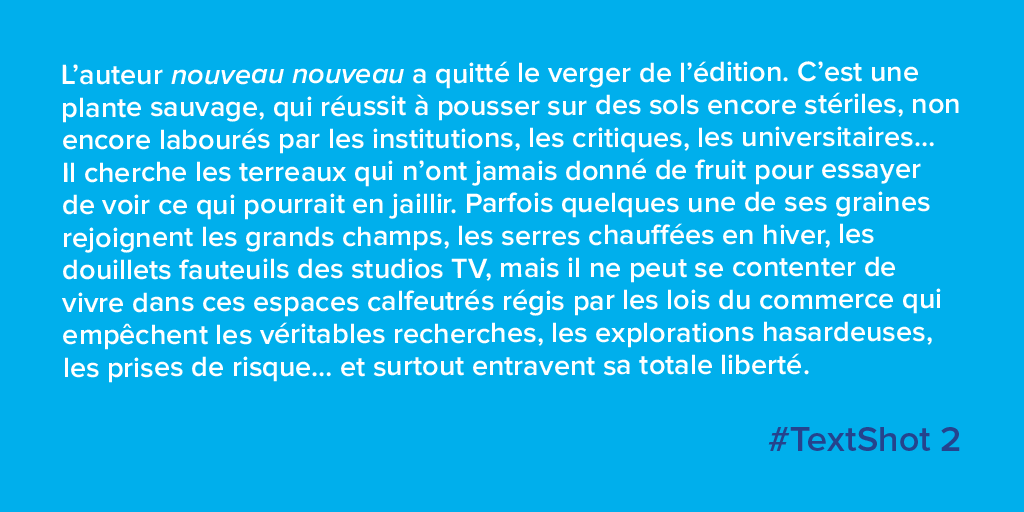 L’auteur nouveau nouveau a quitté le verger de l’édition. C’est une
plante sauvage, qui réussit à pousser sur des sols encore stériles, non
encore labourés par les institutions, les critiques, les universitaires...
Il cherche les terreaux qui n’ont jamais donné de fruit pour essayer
de voir ce qui pourrait en jaillir. Parfois quelques une de ses graines
rejoignent les grands champs, les serres chauffées en hiver, les
douillets fauteuils des studios TV, mais il ne peut se contenter de
vivre dans ces espaces calfeutrés régis par les lois du commerce qui
empêchent les véritables recherches, les explorations hasardeuses,
les prises de risque... et surtout entravent sa totale liberté.
#TextShot 2